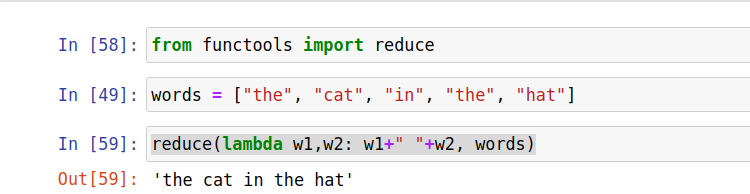 In [58]: from functools import reduce
In [49]: words = ["the", "cat", "in", "the", "hat"]
In [59]: reduce(lambda w1,w2: w1+" "+w2, words)
Out[59]: 'the cat in the hat'